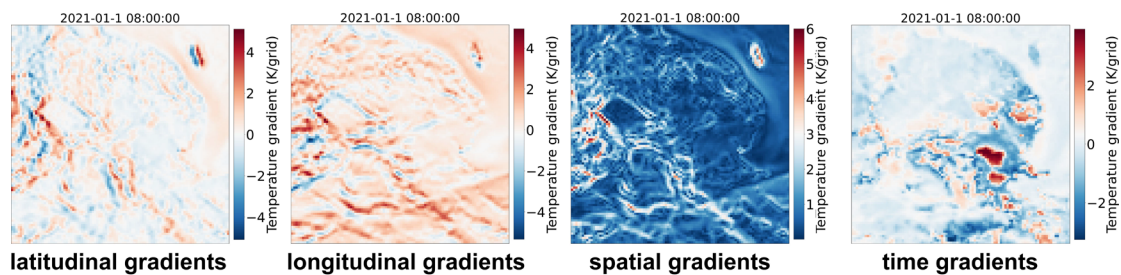 2021-01-1 08:00:00
4
2
0
−2
−4
Temperature gradient (K/grid)
latitudinal gradients
2021-01-1 08:00:00
4
2
0
−2
−4
Temperature gradient (K/grid)
longitudinal gradients
2021-01-1 08:00:00
6
5
4
3
2
1
Temperature gradient (K/grid)
spatial gradients
2021-01-1 08:00:00
2
0
−2
Temperature gradient (K/grid)
time gradients